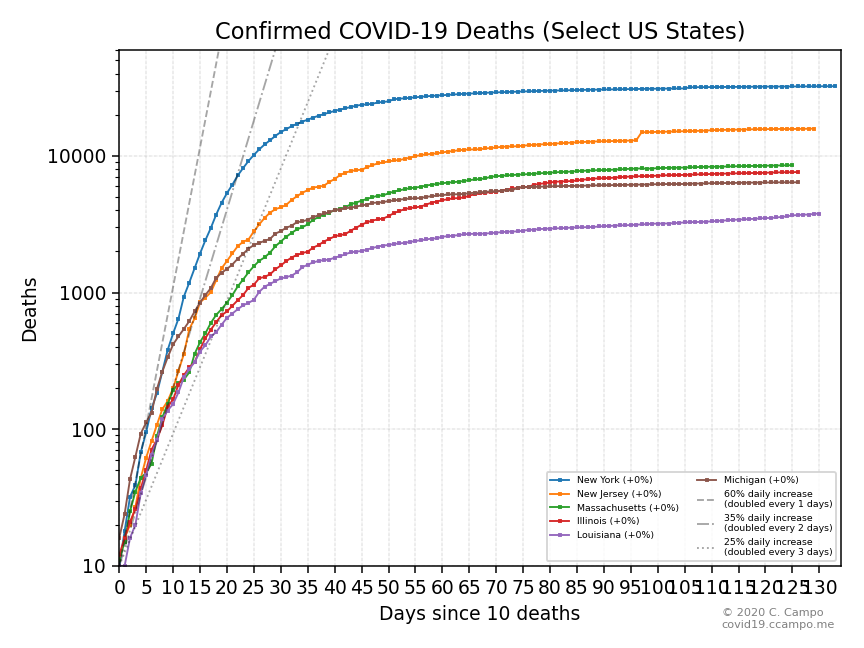 Confirmed COVID-19 Deaths (Select US States)
Deaths
10000
1000
100
10
New York (+0%)
New Jersey (+0%)
Massachusetts (+0%)
Illinois (+0%)
Louisiana (+0%)
Michigan (+0%)
60% daily increase
(doubled every 1 days)
35% daily increase
(doubled every 2 days)
25% daily increase
(doubled every 3 days)
0 5 10 15 20 25 30 35 40 45 50 55 60 65 70 75 80 85 90 95 100 105 110 115 120 125 130
Days since 10 deaths
© 2020 C. Campo
covid19.ccampo.me